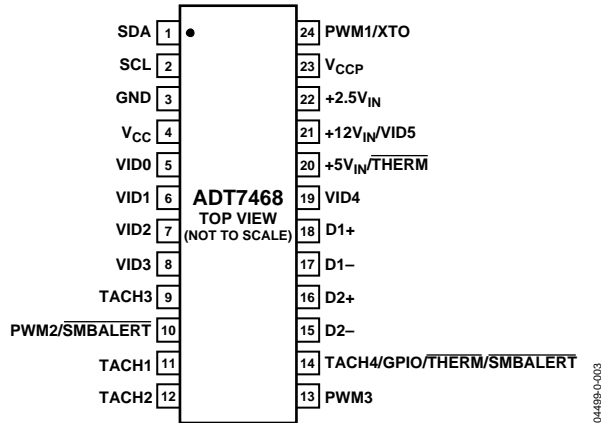 SDA 1
SCL 2
GND 3
VCC 4
VID0 5
VID1 6
VID2 7
VID3 8
TACH3 9
PWM2/SMBALERT 10
TACH1 11
TACH2 12
ADT7468
TOP VIEW
(NOT TO SCALE)
24 PWM1/XTO
23 VCCP
22 +2.5VIN
21 +12VIN/VID5
20 +5VIN/THERM
19 VID4
18 D1+
17 D1–
16 D2+
15 D2–
14 TACH4/GPIO/THERM/SMBALERT
13 PWM3
04499-0-003